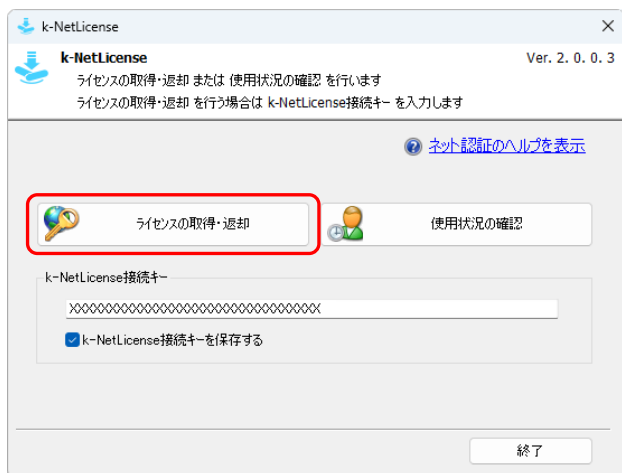 k-NetLicense
k-NetLicense Ver. 2. 0. 0. 3
ライセンスの取得・返却 または 使用状況の確認 を行います
ライセンスの取得・返却 を行う場合は k-NetLicense接続キー を入力します
ネット認証のヘルプを表示
ライセンスの取得・返却 使用状況の確認
k-NetLicense接続キー
XXXXXXXXXXXXXXXXXXXXXXXXXXXXXXXXXXX
k-NetLicense接続キーを保存する
終了